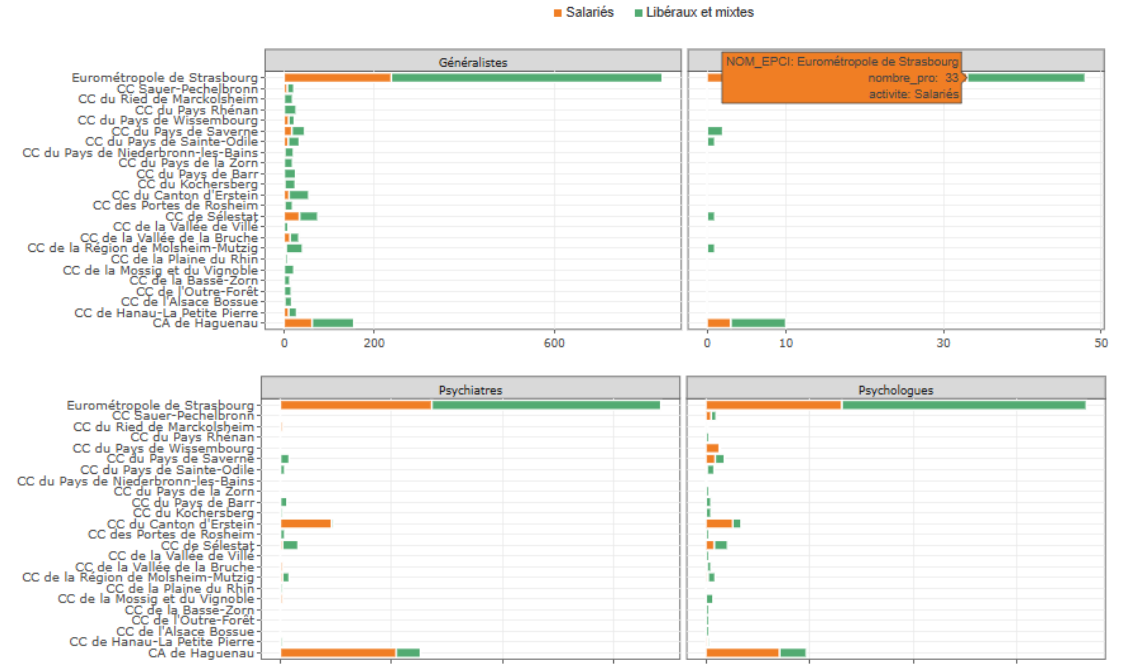 Salariés Libéraux et mixtes
Généralistes
NOM_EPCI: Eurométropole de Strasbourg
nombre_pro: 33
activite: Salariés
Eurométropole de Strasbourg
CC Sauer-Pechelbronn
CC du Ried de Marckolsheim
CC du Pays Rhénan
CC du Pays de Wissembourg
CC du Pays de Saverne
CC du Pays de Sainte-Odile
CC du Pays de Niederbronn-les-Bains
CC du Pays de la Zorn
CC du Pays de Barr
CC du Kochersberg
CC du Canton d'Erstein
CC des Portes de Rosheim
CC de Sélestat
CC de la Vallée de Villé
CC de la Vallée de la Bruche
CC de la Région de Molsheim-Mutzig
CC de la Plaine du Rhin
CC de la Mossig et du Vignoble
CC de la Basse-Zorn
CC de l'Outre-Forêt
CC de l'Alsace Bossue
CC de Hanau-La Petite Pierre
CA de Haguenau
0 200 600
0 10 30 50
Psychiatres
Psychologues
Eurométropole de Strasbourg
CC Sauer-Pechelbronn
CC du Ried de Marckolsheim
CC du Pays Rhénan
CC du Pays de Wissembourg
CC du Pays de Saverne
CC du Pays de Sainte-Odile
CC du Pays de Niederbronn-les-Bains
CC du Pays de la Zorn
CC du Pays de Barr
CC du Kochersberg
CC du Canton d'Erstein
CC des Portes de Rosheim
CC de Sélestat
CC de la Vallée de Villé
CC de la Vallée de la Bruche
CC de la Région de Molsheim-Mutzig
CC de la Plaine du Rhin
CC de la Mossig et du Vignoble
CC de la Basse-Zorn
CC de l'Outre-Forêt
CC de l'Alsace Bossue
CC de Hanau-La Petite Pierre
CA de Haguenau